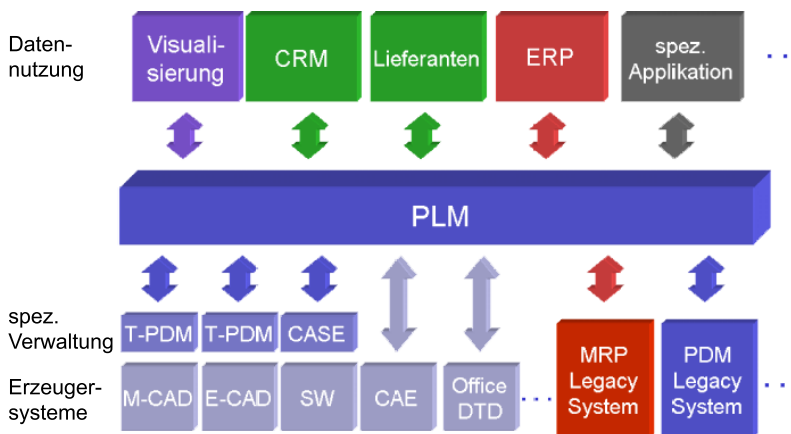 Daten-
nutzung
Visuali-
sierung
CRM
Lieferanten
ERP
spez.
Applikation
PLM
spez.
Verwaltung
T-PDM
T-PDM
CASE
Erzeuger-
systeme
M-CAD
E-CAD
SW
CAE
Office
DTD
MRP
Legacy
System
PDM
Legacy
System